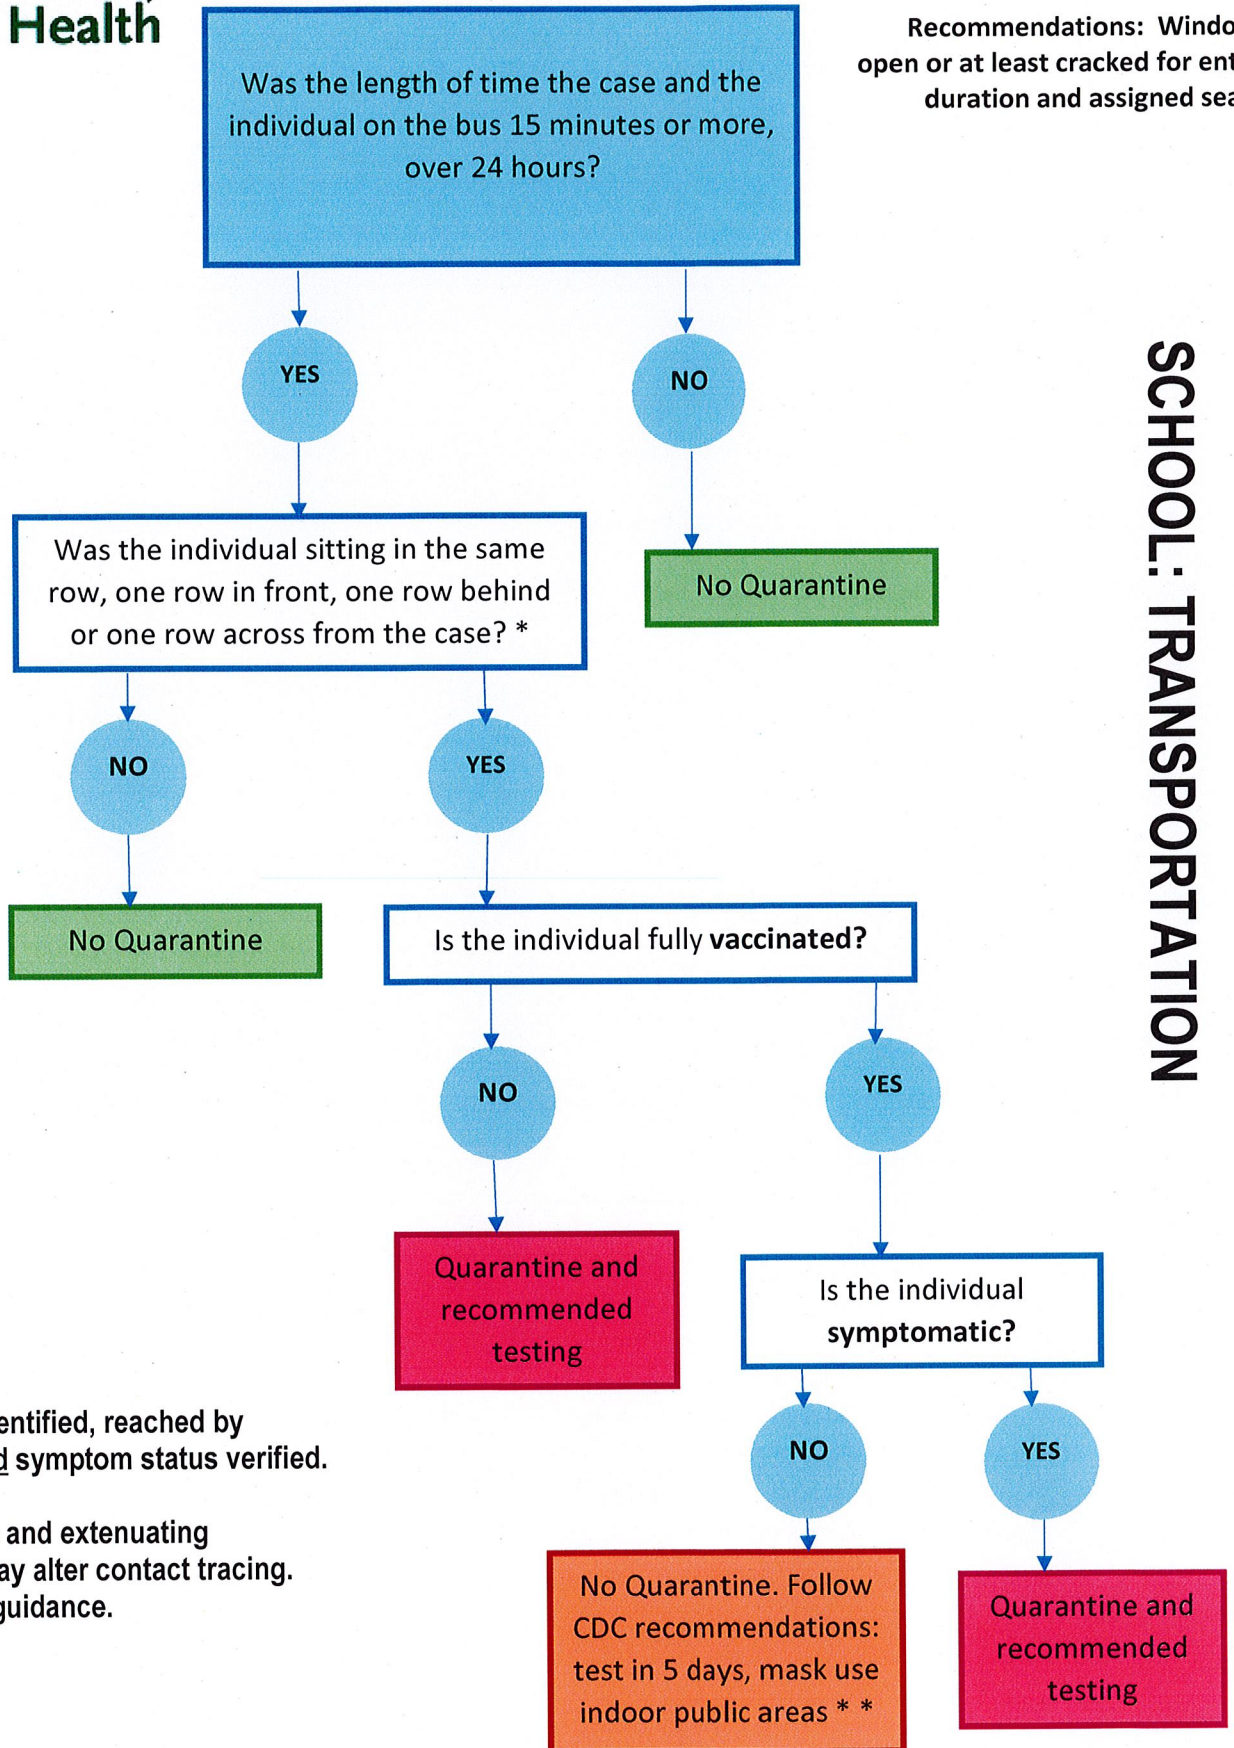 Health
Recommendations: Windo
open or at least cracked for ent
duration and assigned sea
Was the length of time the case and the
individual on the bus 15 minutes or more,
over 24 hours?
YES
NO
SCHOOL: TRANSPORTATION
Was the individual sitting in the same
row, one row in front, one row behind
or one row across from the case? *
No Quarantine
NO
YES
No Quarantine
Is the individual fully vaccinated?
NO
YES
Quarantine and
recommended
testing
Is the individual
symptomatic?
entified, reached by
d symptom status verified.
and extenuating
ay alter contact tracing.
guidance.
NO
YES
No Quarantine. Follow
CDC recommendations:
test in 5 days, mask use
indoor public areas * *
Quarantine and
recommended
testing